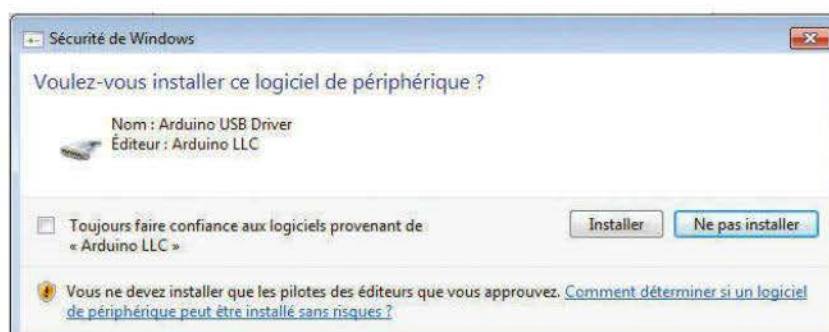 Sécurité de Windows
Voulez-vous installer ce logiciel de périphérique ?
Nom : Arduino USB Driver
Éditeur : Arduino LLC
Toujours faire confiance aux logiciels provenant de
« Arduino LLC »
Installer
Ne pas installer
Vous ne devez installer que les pilotes des éditeurs que vous approuvez. Comment déterminer si un logiciel
de périphérique peut être installé sans risques ?